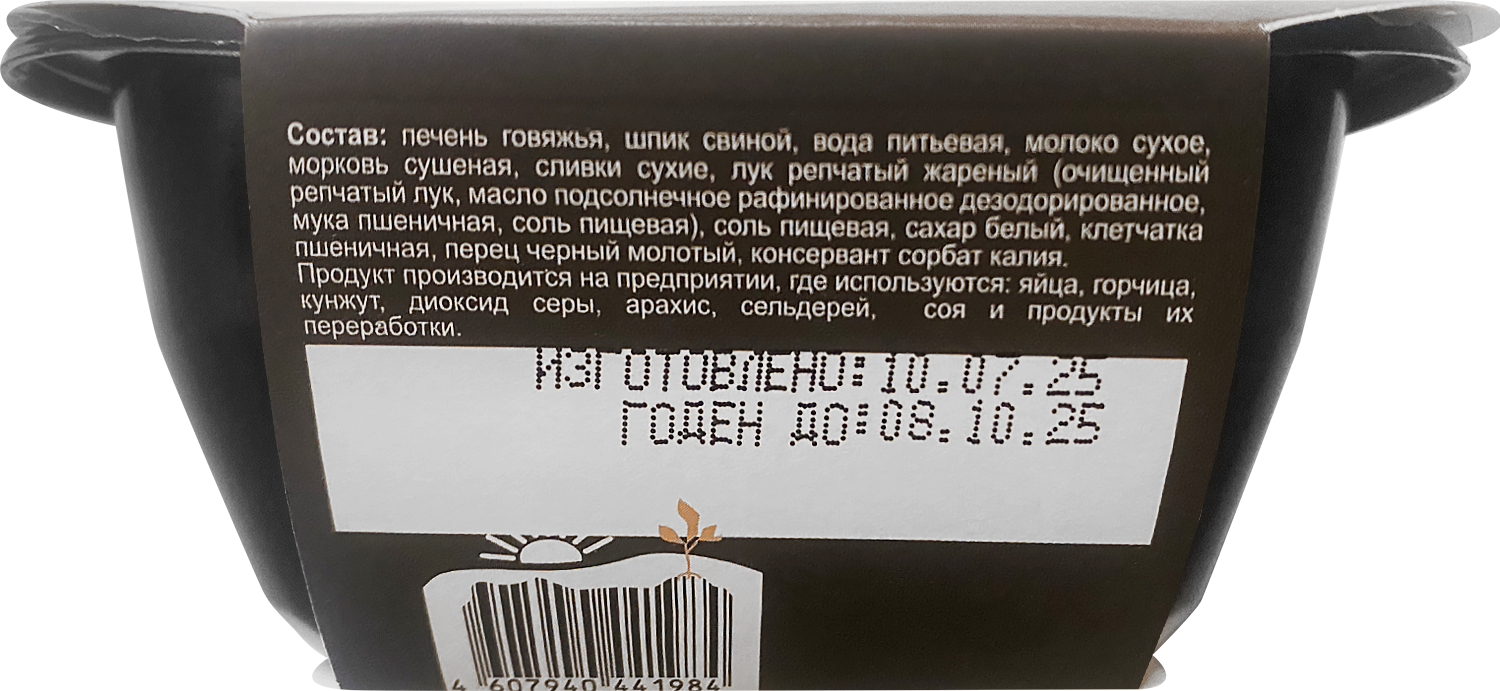 Состав: печень говяжья, шпик свиной, вода питьевая, молоко сухое,
морковь сушеная, сливки сухие, лук репчатый жареный (очищенный
репчатый лук, масло подсолнечное рафинированное дезодорированное,
мука пшеничная, соль пищевая), соль пищевая, сахар белый, клетчатка
пшеничная, перец черный молотый, консервант сорбат калия.
Продукт производится на предприятии, где используются: яйца, горчица,
кунжут, диоксид серы, арахис, сельдерей, соя и продукты их
переработки.
ИЗГОТОВЛЕНО:10.07.25
ГОДЕН ДО:08.10.25
4 607940 441984